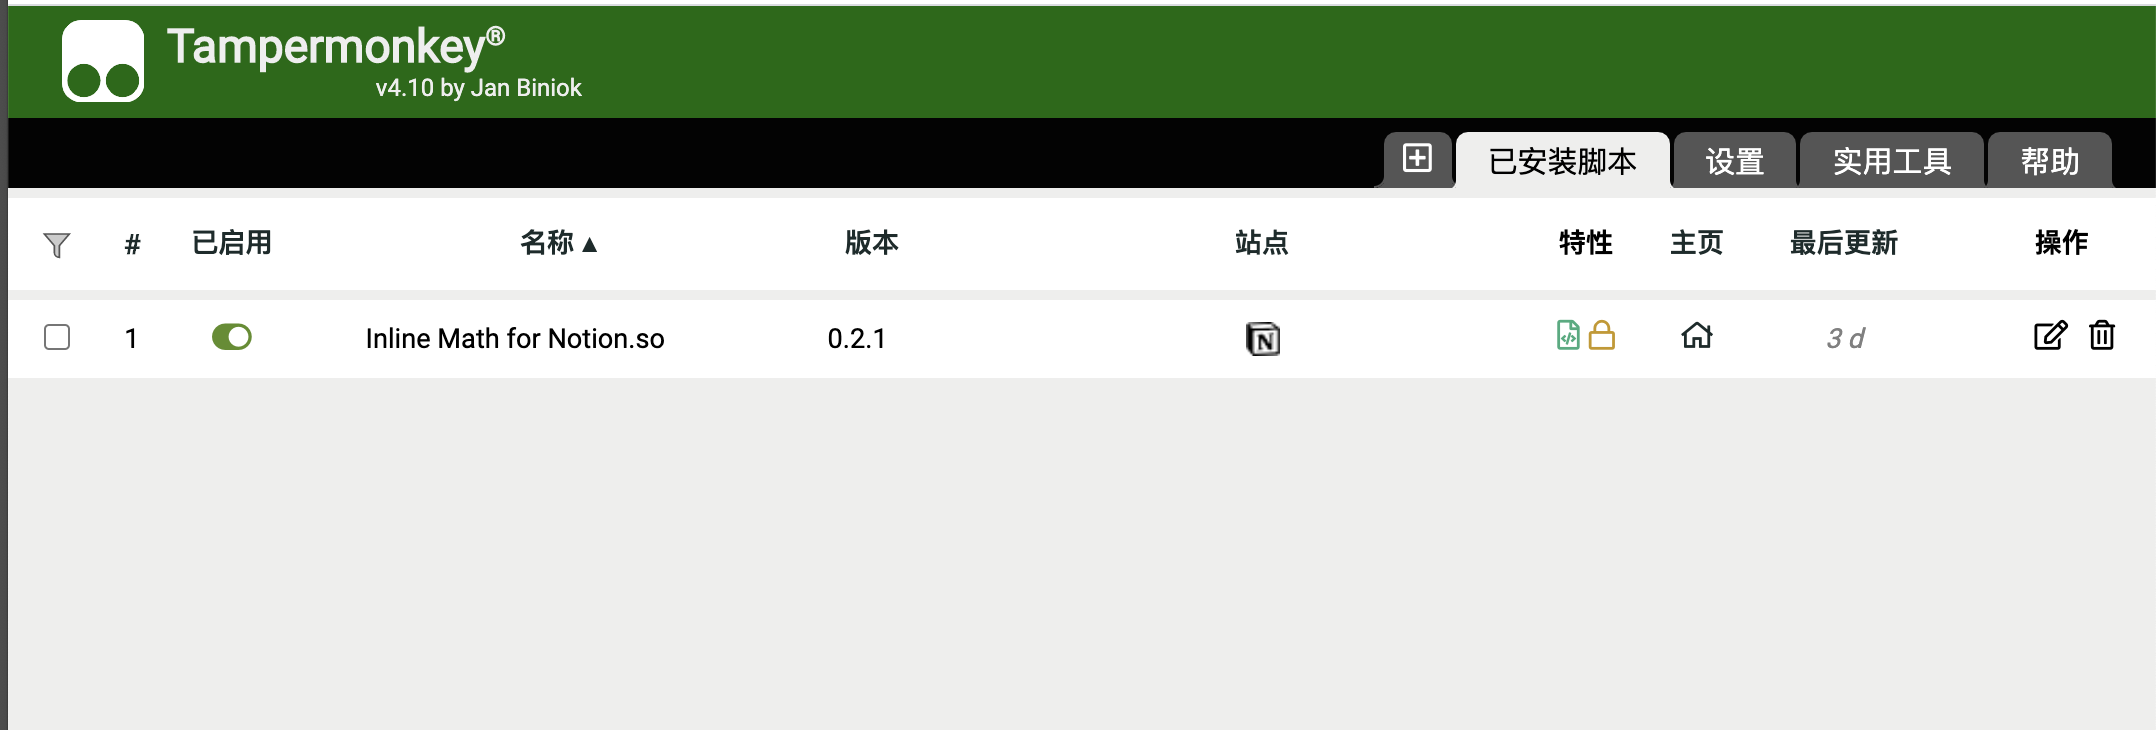 Tampermonkey®
v4.10 by Jan Biniok
已安装脚本 设置 实用工具 帮助
# 已启用 名称 ▲ 版本 站点 特性 主页 最后更新 操作
1 Inline Math for Notion.so 0.2.1 N 3 d